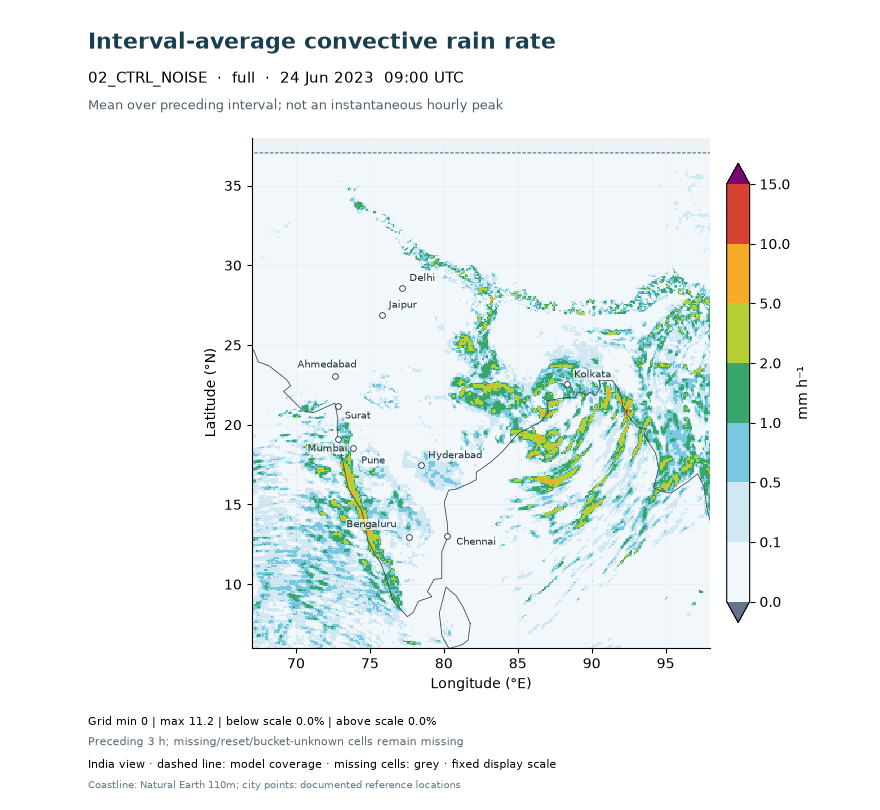 Interval-average convective rain rate
02_CTRL_NOISE · full · 24 Jun 2023 09:00 UTC
Mean over preceding interval; not an instantaneous hourly peak
35
30
25
20
15
10
Latitude (°N)
70
75
80
85
90
95
Longitude (°E)
Delhi
Jaipur
Ahmedabad
Kolkata
Surat
Mumbai
Pune
Hyderabad
Bengaluru
Chennai
15.0
10.0
5.0
2.0
1.0
0.5
0.1
0.0
mm h⁻¹
Grid min 0 | max 11.2 | below scale 0.0% | above scale 0.0%
Preceding 3 h; missing/reset/bucket-unknown cells remain missing
India view · dashed line: model coverage · missing cells: grey · fixed display scale
Coastline: Natural Earth 110m; city points: documented reference locations